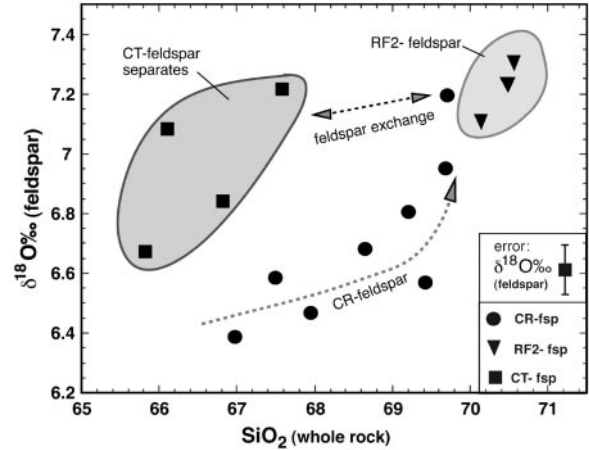 7.4
7.2
7
6.8
6.6
6.4
6.2
δ18O‰ (feldspar)
CT-feldspar
separates
RF2- feldspar
feldspar exchange
CR-feldspar
error:
δ18O‰
(feldspar)
CR-fsp
RF2- fsp
CT- fsp
65 66 67 68 69 70 71
SiO2 (whole rock)